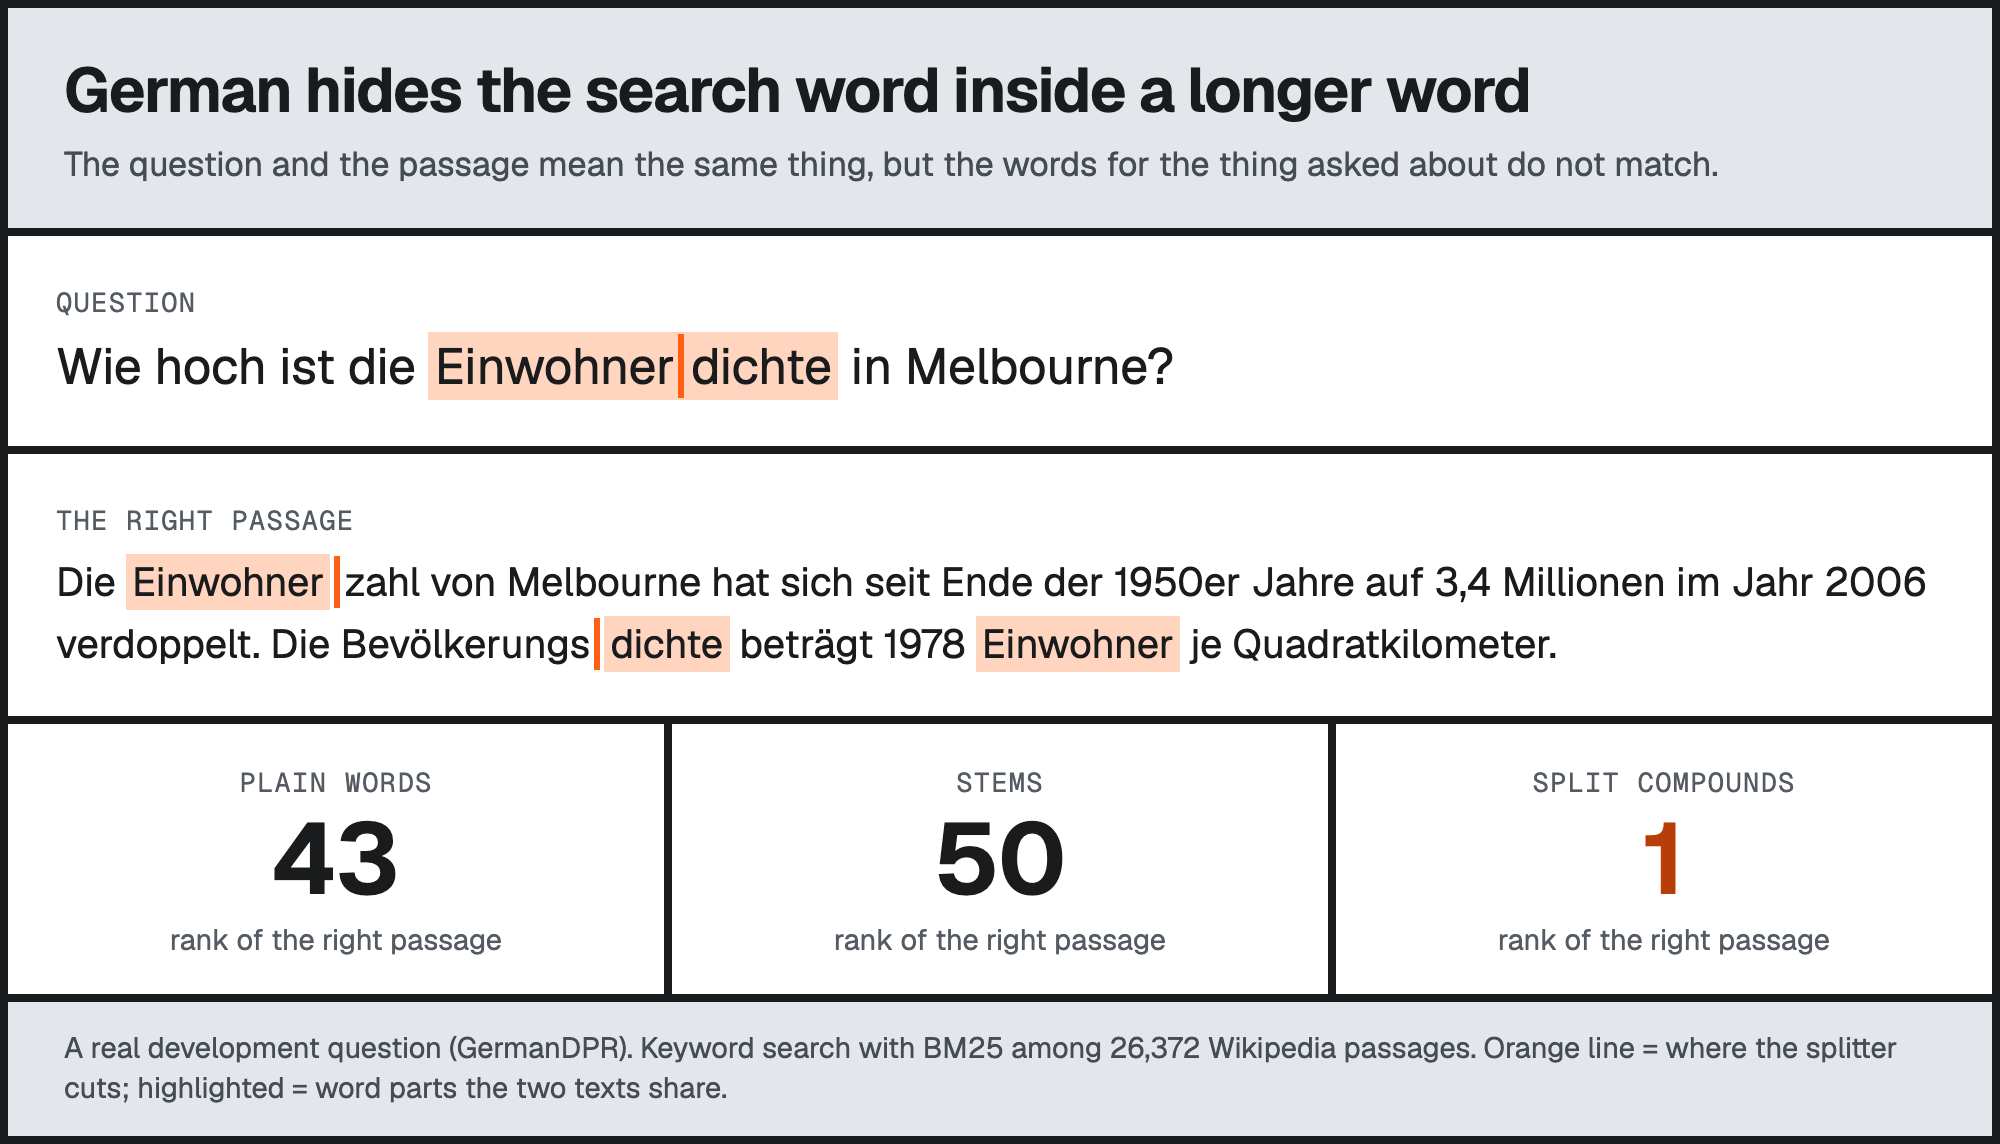 German hides the search word inside a longer word
The question and the passage mean the same thing, but the words for the thing asked about do not match.
QUESTION
Wie hoch ist die Einwohner|dichte in Melbourne?
THE RIGHT PASSAGE
Die Einwohner|zahl von Melbourne hat sich seit Ende der 1950er Jahre auf 3,4 Millionen im Jahr 2006
verdoppelt. Die Bevölkerungs|dichte beträgt 1978 Einwohner je Quadratkilometer.
PLAIN WORDS
43
rank of the right passage
STEMS
50
rank of the right passage
SPLIT COMPOUNDS
1
rank of the right passage
A real development question (GermanDPR). Keyword search with BM25 among 26,372 Wikipedia passages. Orange line = where the splitter
cuts; highlighted = word parts the two texts share.